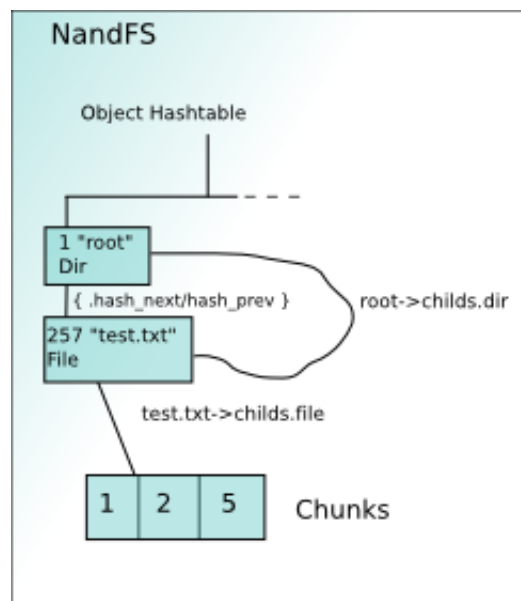 NandFS
Object Hashtable
1 "root"
Dir
{ .hash_next/hash_prev }
root->childs.dir
257 "test.txt"
File
test.txt->childs.file
1 2 5
Chunks